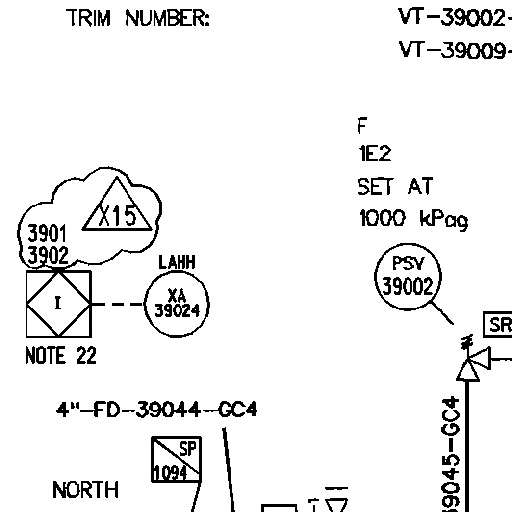 TRIM NUMBER:
VT-39002-
VT-39009-
F
1E2
SET AT
1000 kPag
X15
3901
3902
LAHH
XA
39024
I
NOTE 22
PSV
39002
SR
4"-FD-39044-GC4
SP
1094
NORTH
39045-GC4